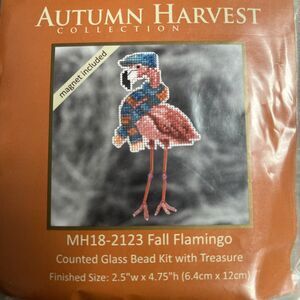 AUTUMN HARVEST
COLLECTION
magnet included
MH18-2123 Fall Flamingo
Counted Glass Bead Kit with Treasure
Finished Size: 2.5"w x 4.75"h (6.4cm x 12cm)